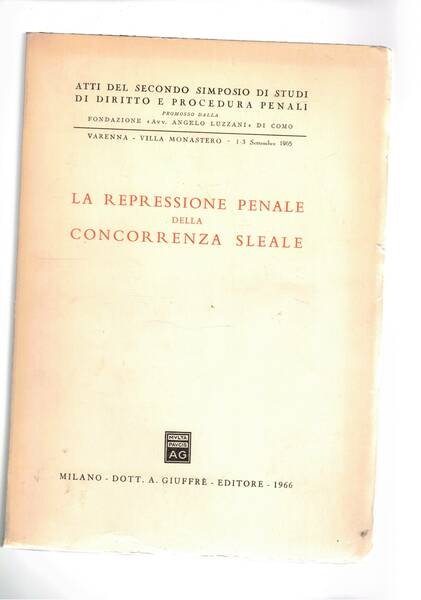 ATTI DEL SECONDO SIMPOSIO DI STUDI
DI DIRITTO E PROCEDURA PENALI
PROMOSSO DALLA
FONDAZIONE «Avv. ANGELO LUZZANI» DI COMO
VARENNA - VILLA MONASTERO - 1-3 Settembre 1965
LA REPRESSIONE PENALE
DELLA
CONCORRENZA SLEALE
MVLTA
PAVCIS
AG
MILANO - DOTT. A. GIUFFRÈ - EDITORE - 1966